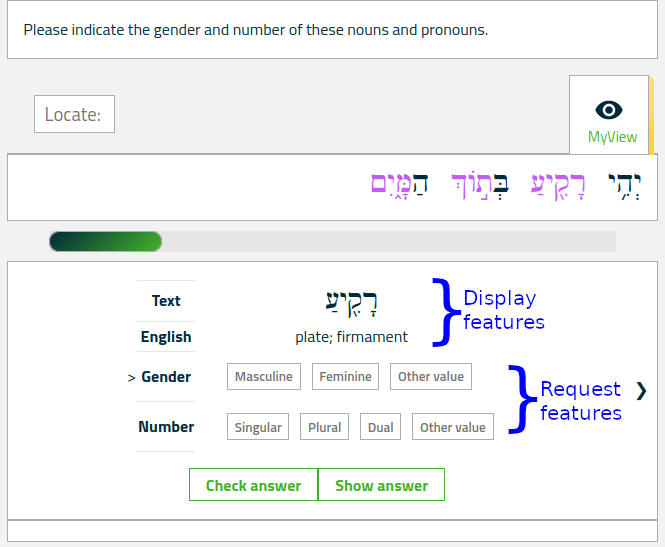 Please indicate the gender and number of these nouns and pronouns.
Locate:
MyView
יְהִ֥י רָקִ֖יעַ בְּת֣וֹךְ הַמָּ֑יִם
Text רָקִ֖יעַ
Display
features
English plate; firmament
> Gender Masculine Feminine Other value
Request
features
❯
Number Singular Plural Dual Other value
Check answer Show answer